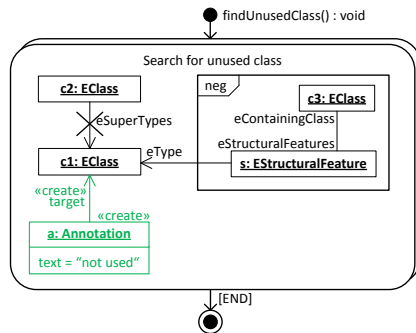 findUnusedClass() : void
Search for unused class
neg
c2: EClass
c3: EClass
eContainingClass
eSuperTypes
eStructuralFeatures
c1: EClass
eType
s: EStructuralFeature
«create»
target
«create»
a: Annotation
text = "not used"
[END]